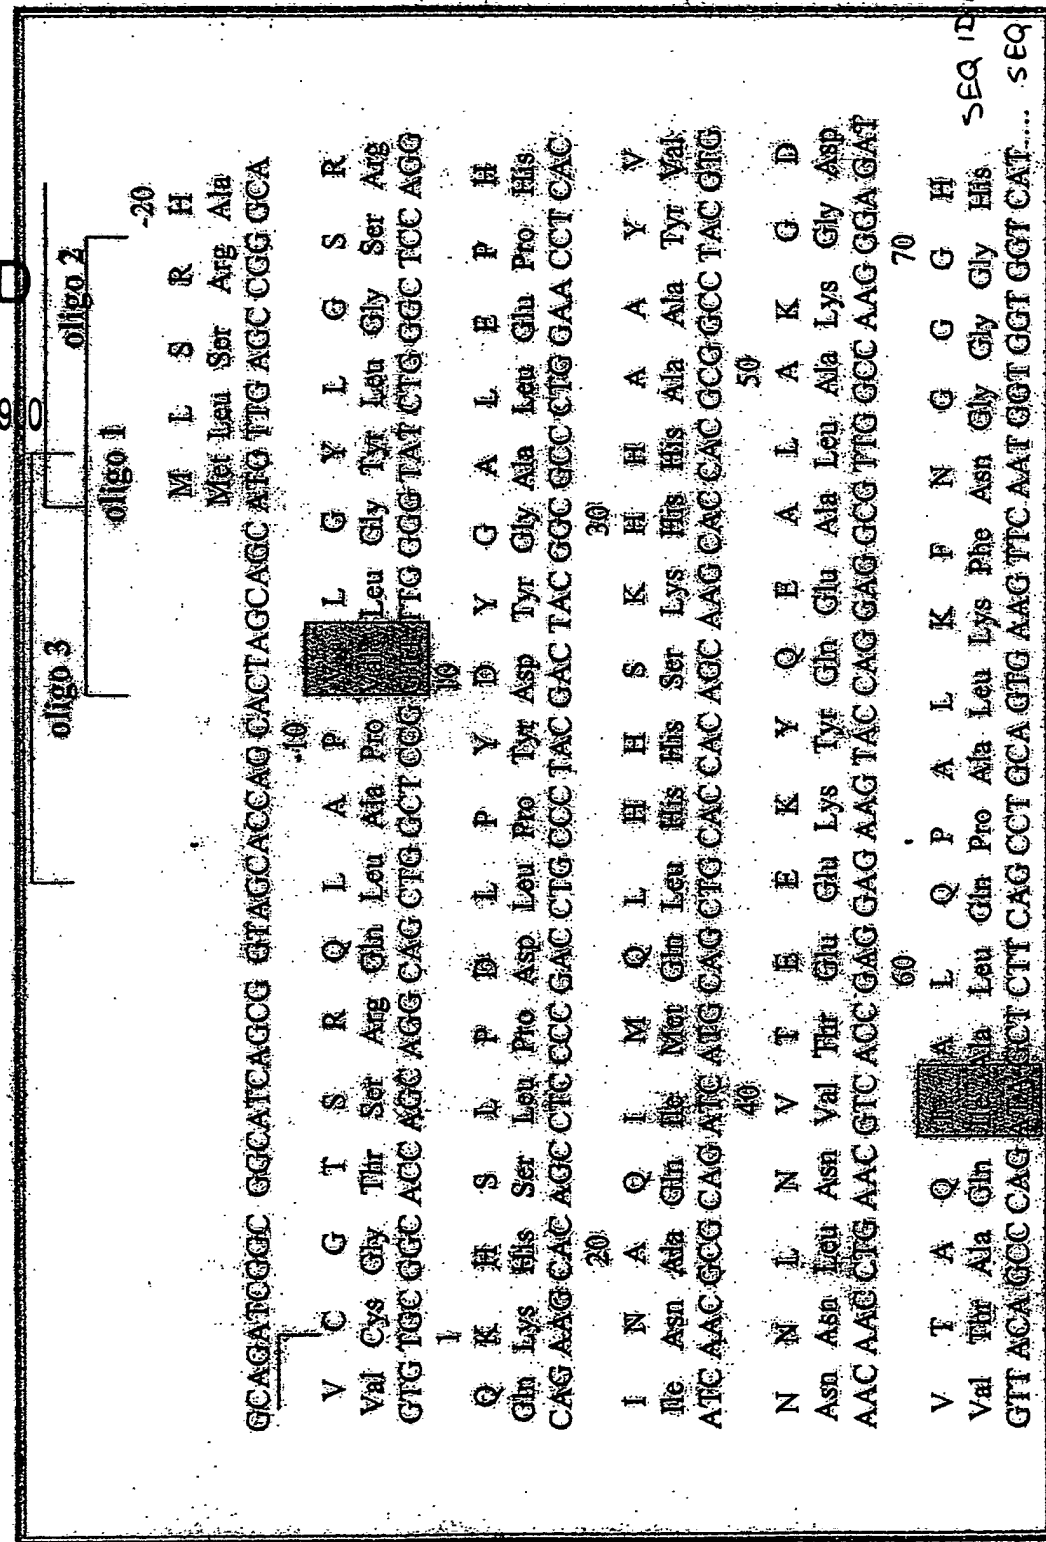 oligo 3
oligo 2
oligo 1
-20
M L S R H
Met Leu Ser Arg Ala
GCAGATCGGC GGCATCAGCG GTAGCACCAG CACTAGCAGC ATG TTG AGC CGG GCA
-10
V C G T S R Q L A P L G Y L G S R
Val Cys Gly Thr Ser Arg Gln Leu Ala Pro Leu Gly Tyr Leu Gly Ser Arg
GTG TGC GGC ACC AGC AGG CAG CTG GCT CCG TTG GGG TAT CTG GGC TCC AGG
1 10
Q K H S L P D L P Y D Y G A L E P H
Gln Lys His Ser Leu Pro Asp Leu Pro Tyr Asp Tyr Gly Ala Leu Glu Pro His
CAG AAG CAC AGC CTC CCC GAC CTG CCC TAC GAC TAC GGC GCC CTG GAA CCT CAC
20 30
I N A Q I M Q L H H S K H H A A Y V
Ile Asn Ala Gln Ile Met Gln Leu His His Ser Lys His His Ala Ala Tyr Val
ATC AAC GCG CAG ATC ATG CAG CTG CAC CAC AGC AAG CAC CAC GCG GCC TAC GTG
40 50
N N L N V T E E K Y Q E A L A K G D
Asn Asn Leu Asn Val Thr Glu Glu Lys Tyr Gln Glu Ala Leu Ala Lys Gly Asp
AAC AAC CTG AAC GTC ACC GAG GAG AAG TAC CAG GAG GCG TTG GCC AAG GGA GAT
60 70
V T A Q A L Q P A L K F N G G G H
Val Thr Ala Gln Ala Leu Gln Pro Ala Leu Lys Phe Asn Gly Gly Gly His SEQ ID
GTT ACA GCC CAG ATA GCT CTT CAG CCT GCA GTG AAG TTC AAT GGT GGT GGT CAT..... SEQ